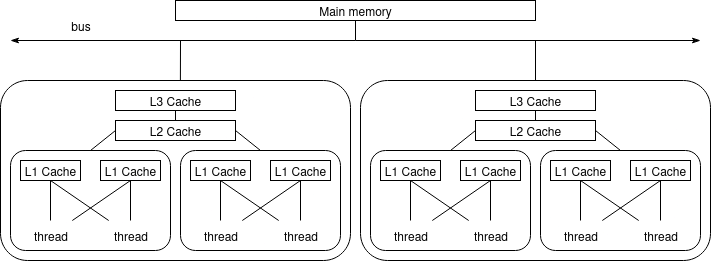 Main memory
bus
L3 Cache
L3 Cache
L2 Cache
L2 Cache
L1 Cache
L1 Cache
L1 Cache
L1 Cache
L1 Cache
L1 Cache
L1 Cache
L1 Cache
thread
thread
thread
thread
thread
thread
thread
thread